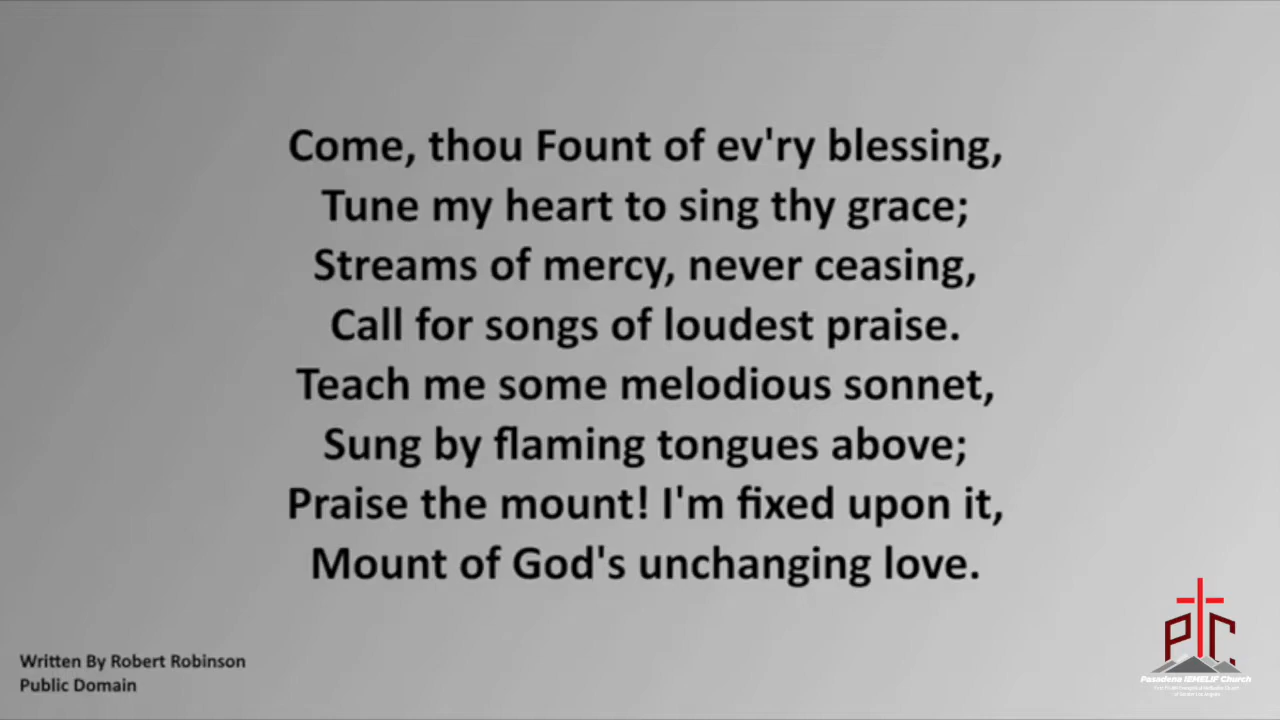 Come, thou Fount of ev'ry blessing,
Tune my heart to sing thy grace;
Streams of mercy, never ceasing,
Call for songs of loudest praise.
Teach me some melodious sonnet,
Sung by flaming tongues above;
Praise the mount! I'm fixed upon it,
Mount of God's unchanging love.
Written By Robert Robinson
Public Domain
PIC
Pasadena IEMELIF Church